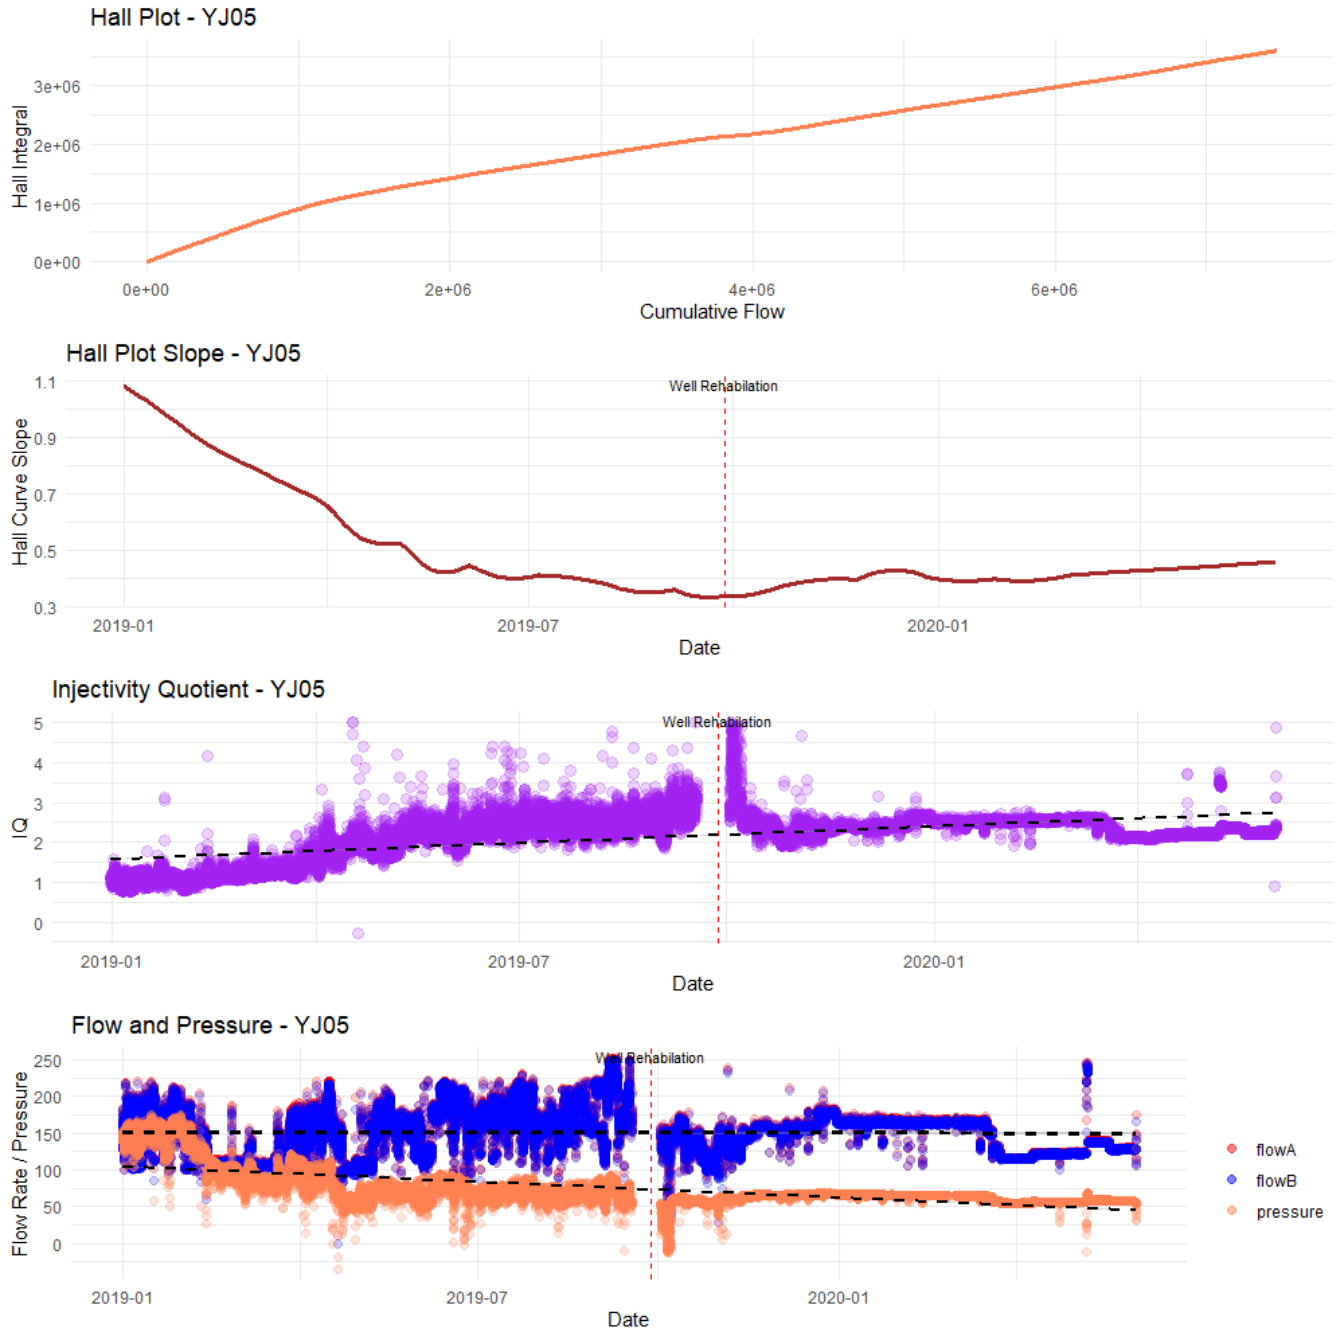 Hall Plot - YJ05
Hall Integral
3e+06
2e+06
1e+06
0e+00
0e+00
2e+06
4e+06
6e+06
Cumulative Flow
Hall Plot Slope - YJ05
Hall Curve Slope
1.1
0.9
0.7
0.5
0.3
Well Rehabilation
2019-01
2019-07
2020-01
Date
Injectivity Quotient - YJ05
IQ
5
4
3
2
1
0
Well Rehabilation
2019-01
2019-07
2020-01
Date
Flow and Pressure - YJ05
Flow Rate / Pressure
250
200
150
100
50
0
Well Rehabilation
2019-01
2019-07
2020-01
Date
flowA
flowB
pressure